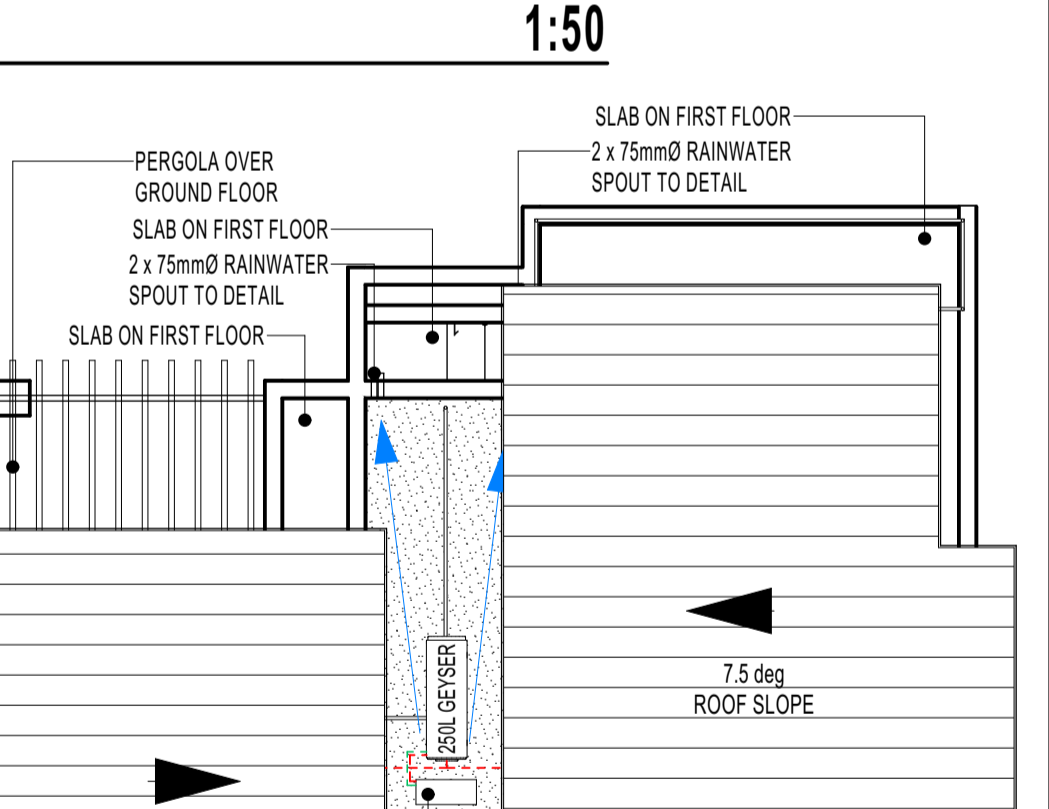 1:50
SLAB ON FIRST FLOOR
2 x 75mmØ RAINWATER
SPOUT TO DETAIL
PERGOLA OVER
GROUND FLOOR
SLAB ON FIRST FLOOR
2 x 75mmØ RAINWATER
SPOUT TO DETAIL
SLAB ON FIRST FLOOR
250L GEYSER
7.5 deg
ROOF SLOPE